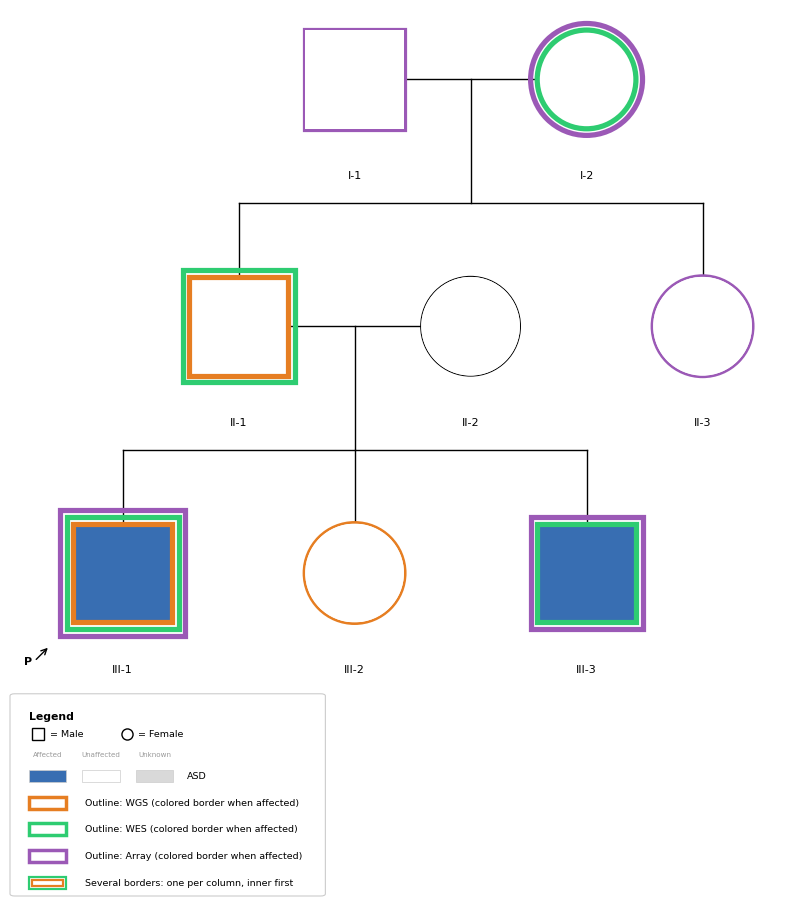 I-1 I-2
II-1 II-2 II-3
P
III-1 III-2 III-3
Legend
= Male = Female
Affected Unaffected Unknown
ASD
Outline: WGS (colored border when affected)
Outline: WES (colored border when affected)
Outline: Array (colored border when affected)
Several borders: one per column, inner first